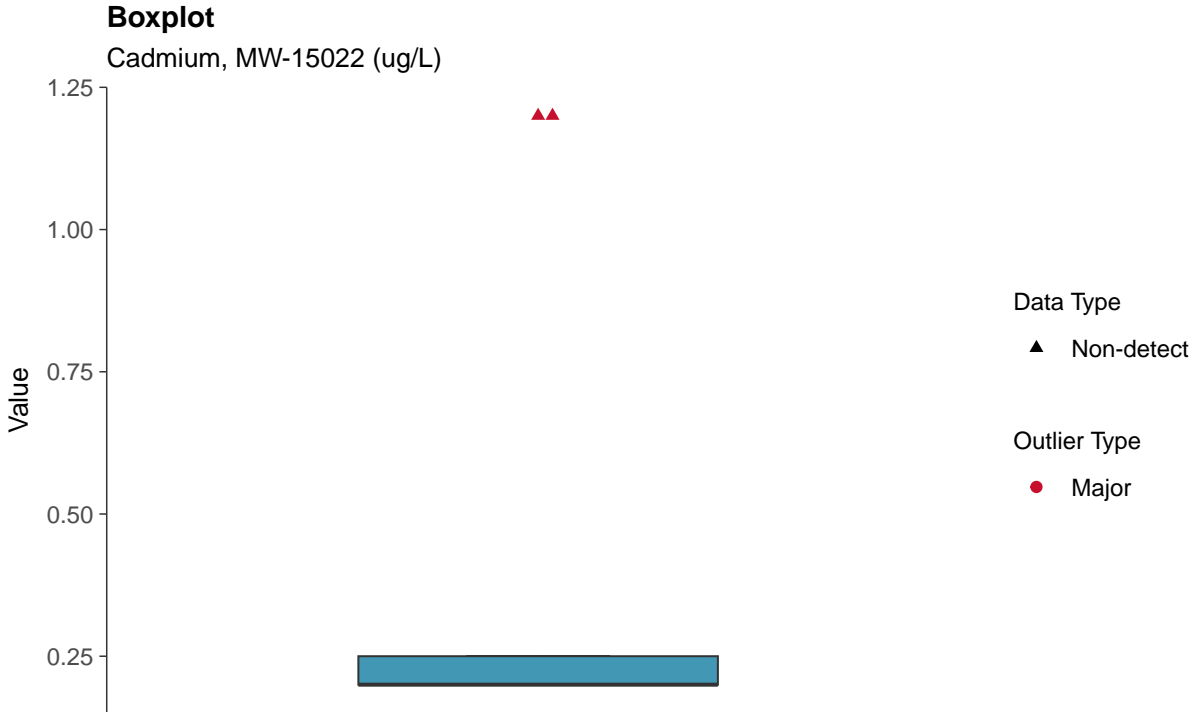 Boxplot
Cadmium, MW-15022 (ug/L)
1.25
1.00
0.75
0.50
0.25
Value
Data Type
Non-detect
Outlier Type
Major